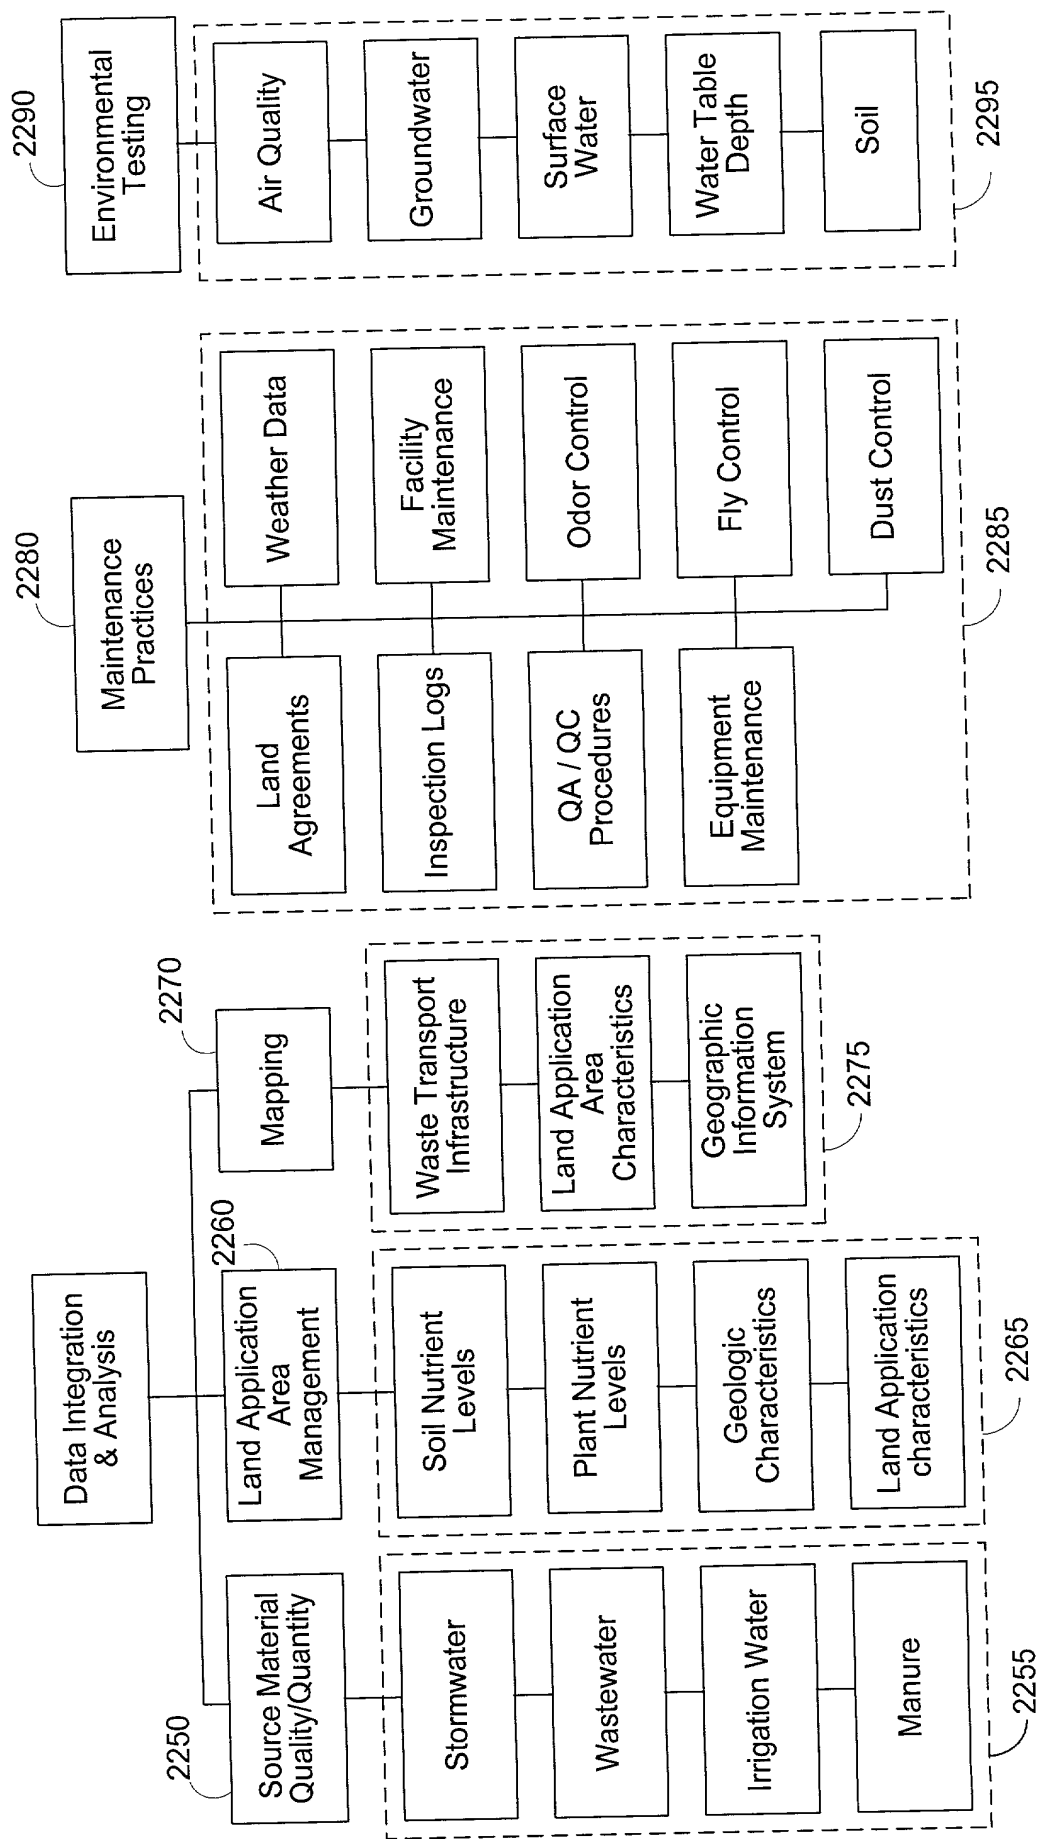 Data Integration
& Analysis
2250
Source Material
Quality/Quantity
Stormwater
Wastewater
Irrigation Water
Manure
2255
2260
Land Application
Area
Management
Soil Nutrient
Levels
Plant Nutrient
Levels
Geologic
Characteristics
Land Application
characteristics
2265
2270
Mapping
Waste Transport
Infrastructure
Land Application
Area
Characteristics
Geographic
Information
System
2275
2280
Maintenance
Practices
Land
Agreements
Weather Data
Inspection Logs
Facility
Maintenance
QA / QC
Procedures
Odor Control
Equipment
Maintenance
Fly Control
Dust Control
2285
2290
Environmental
Testing
Air Quality
Groundwater
Surface
Water
Water Table
Depth
Soil
2295